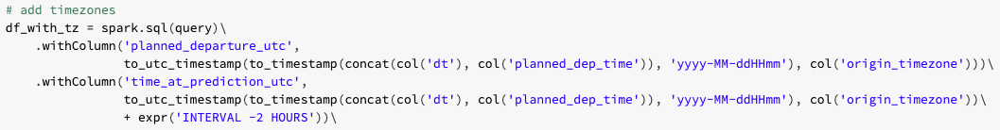 # add timezones
df_with_tz = spark.sql(query)\
    .withColumn('planned_departure_utc',
                to_utc_timestamp(to_timestamp(concat(col('dt'), col('planned_dep_time')), 'yyyy-MM-ddHHmm'), col('origin_timezone')))\
    .withColumn('time_at_prediction_utc',
                to_utc_timestamp(to_timestamp(concat(col('dt'), col('planned_dep_time')), 'yyyy-MM-ddHHmm'), col('origin_timezone'))\
                + expr('INTERVAL -2 HOURS'))\